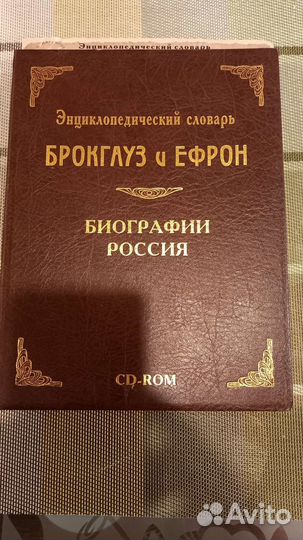 Энциклопедический словарь
Энциклопедический словарь
БРОКГАУЗ и ЕФРОН
БИОГРАФИИ
РОССИЯ
CD-ROM
Avito